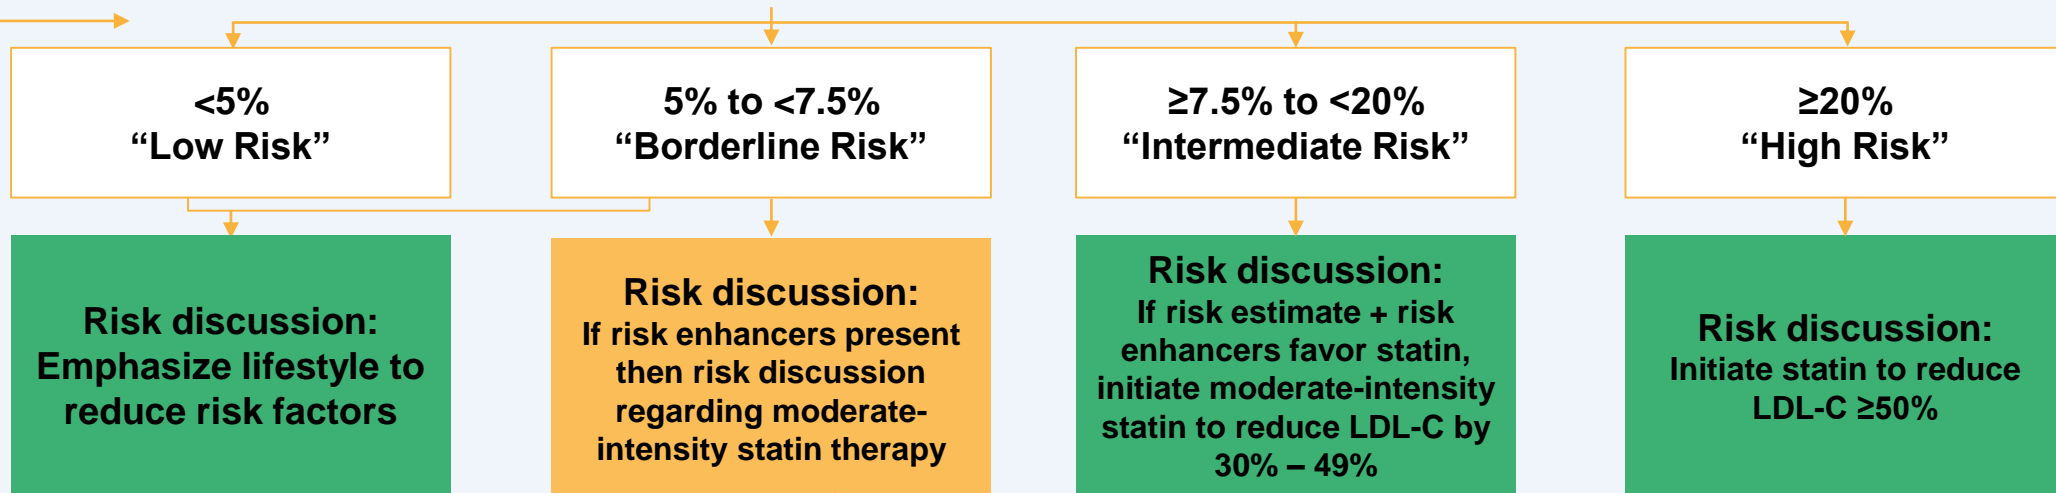 <5%
“Low Risk”
5% to <7.5%
“Borderline Risk”
≥7.5% to <20%
“Intermediate Risk”
≥20%
“High Risk”
Risk discussion:
Emphasize lifestyle to
reduce risk factors
Risk discussion:
If risk enhancers present
then risk discussion
regarding moderate-
intensity statin therapy
Risk discussion:
If risk estimate + risk
enhancers favor statin,
initiate moderate-intensity
statin to reduce LDL-C by
30% – 49%
Risk discussion:
Initiate statin to reduce
LDL-C ≥50%